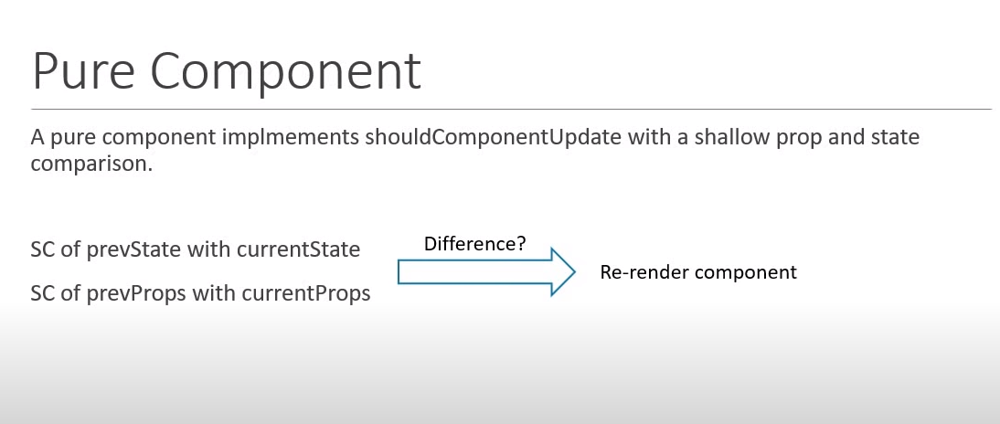 Pure Component
A pure component implmements shouldComponentUpdate with a shallow prop and state
comparison.
SC of prevState with currentState
SC of prevProps with currentProps
Difference?
Re-render component